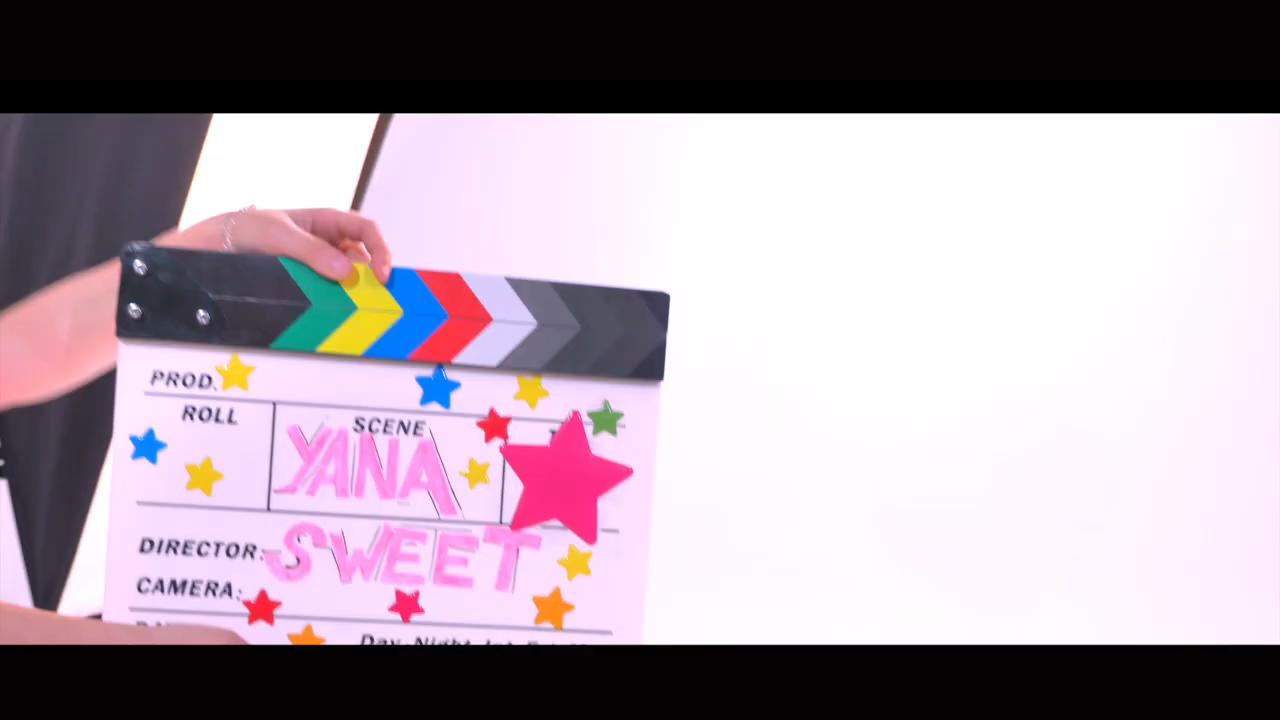 PROD.
ROLL
SCENE
YANA
SWEET
DIRECTOR:
CAMERA: